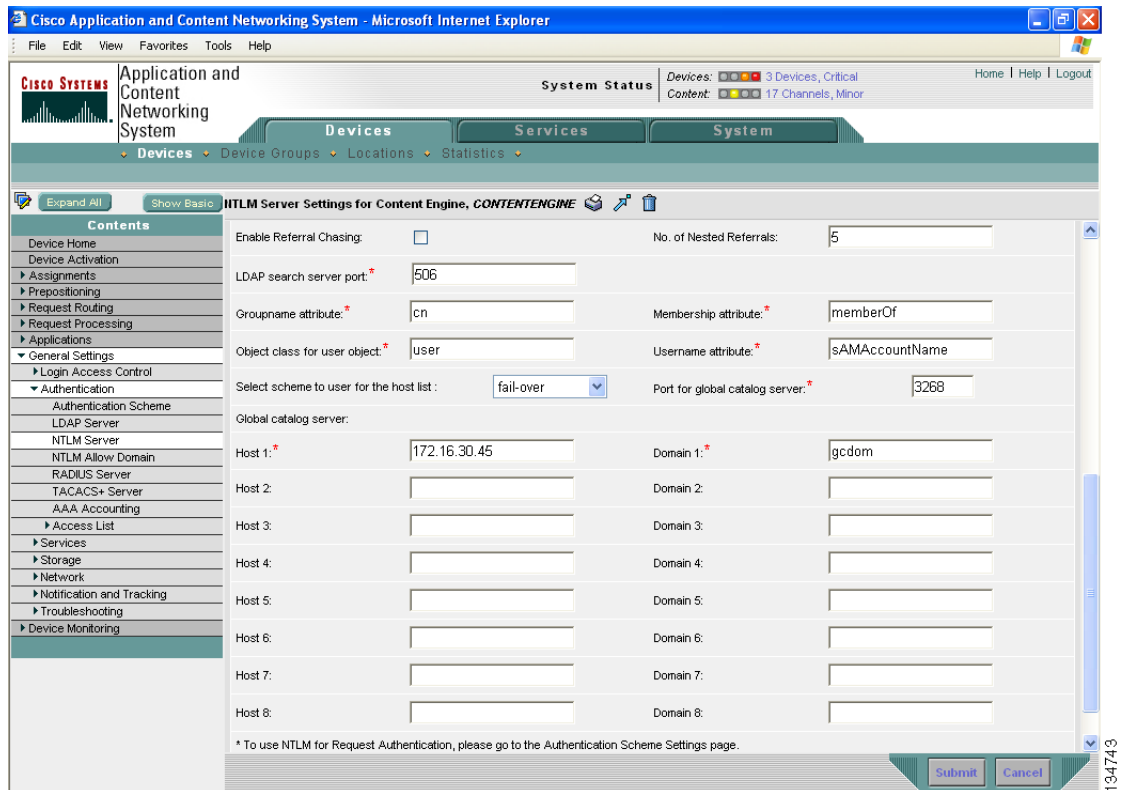 Cisco Application and Content Networking System - Microsoft Internet Explorer
File Edit View Favorites Tools Help
CISCO SYSTEMS
Application and
Content
Networking
System
System Status
Devices: 3 Devices, Critical
Content: 17 Channels, Minor
Home | Help | Logout
Devices Services System
Devices Device Groups Locations Statistics
Expand All Show Basic
NTLM Server Settings for Content Engine, CONTENTENGINE
Contents
Device Home
Device Activation
Assignments
Prepositioning
Request Routing
Request Processing
Applications
General Settings
Login Access Control
Authentication
Authentication Scheme
LDAP Server
NTLM Server
NTLM Allow Domain
RADIUS Server
TACACS+ Server
AAA Accounting
Access List
Services
Storage
Network
Notification and Tracking
Troubleshooting
Device Monitoring
Enable Referral Chasing: No. of Nested Referrals: 5
LDAP search server port:* 506
Groupname attribute:* cn Membership attribute:* memberOf
Object class for user object:* user Username attribute:* sAMAccountName
Select scheme to user for the host list : fail-over Port for global catalog server:* 3268
Global catalog server:
Host 1:* 172.16.30.45 Domain 1:* gcdom
Host 2: Domain 2:
Host 3: Domain 3:
Host 4: Domain 4:
Host 5: Domain 5:
Host 6: Domain 6:
Host 7: Domain 7:
Host 8: Domain 8:
* To use NTLM for Request Authentication, please go to the Authentication Scheme Settings page.
Submit Cancel
134743